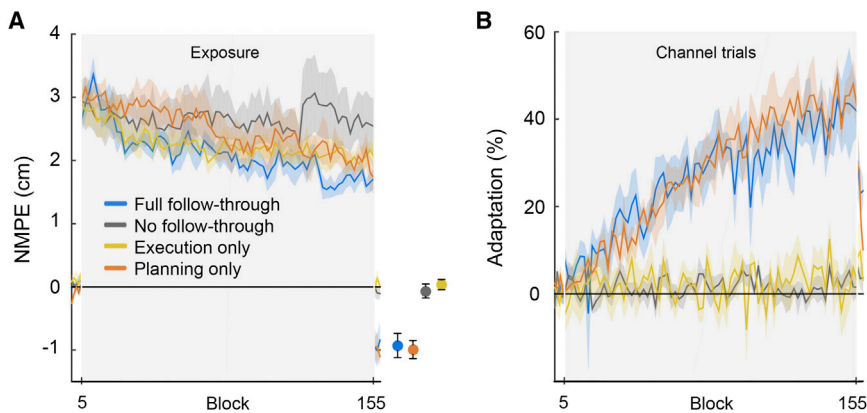 A
NMPE (cm)
4
3
2
1
0
-1
Exposure
Full follow-through
No follow-through
Execution only
Planning only
5
Block
155
B
Adaptation (%)
60
40
20
0
Channel trials
5
Block
155